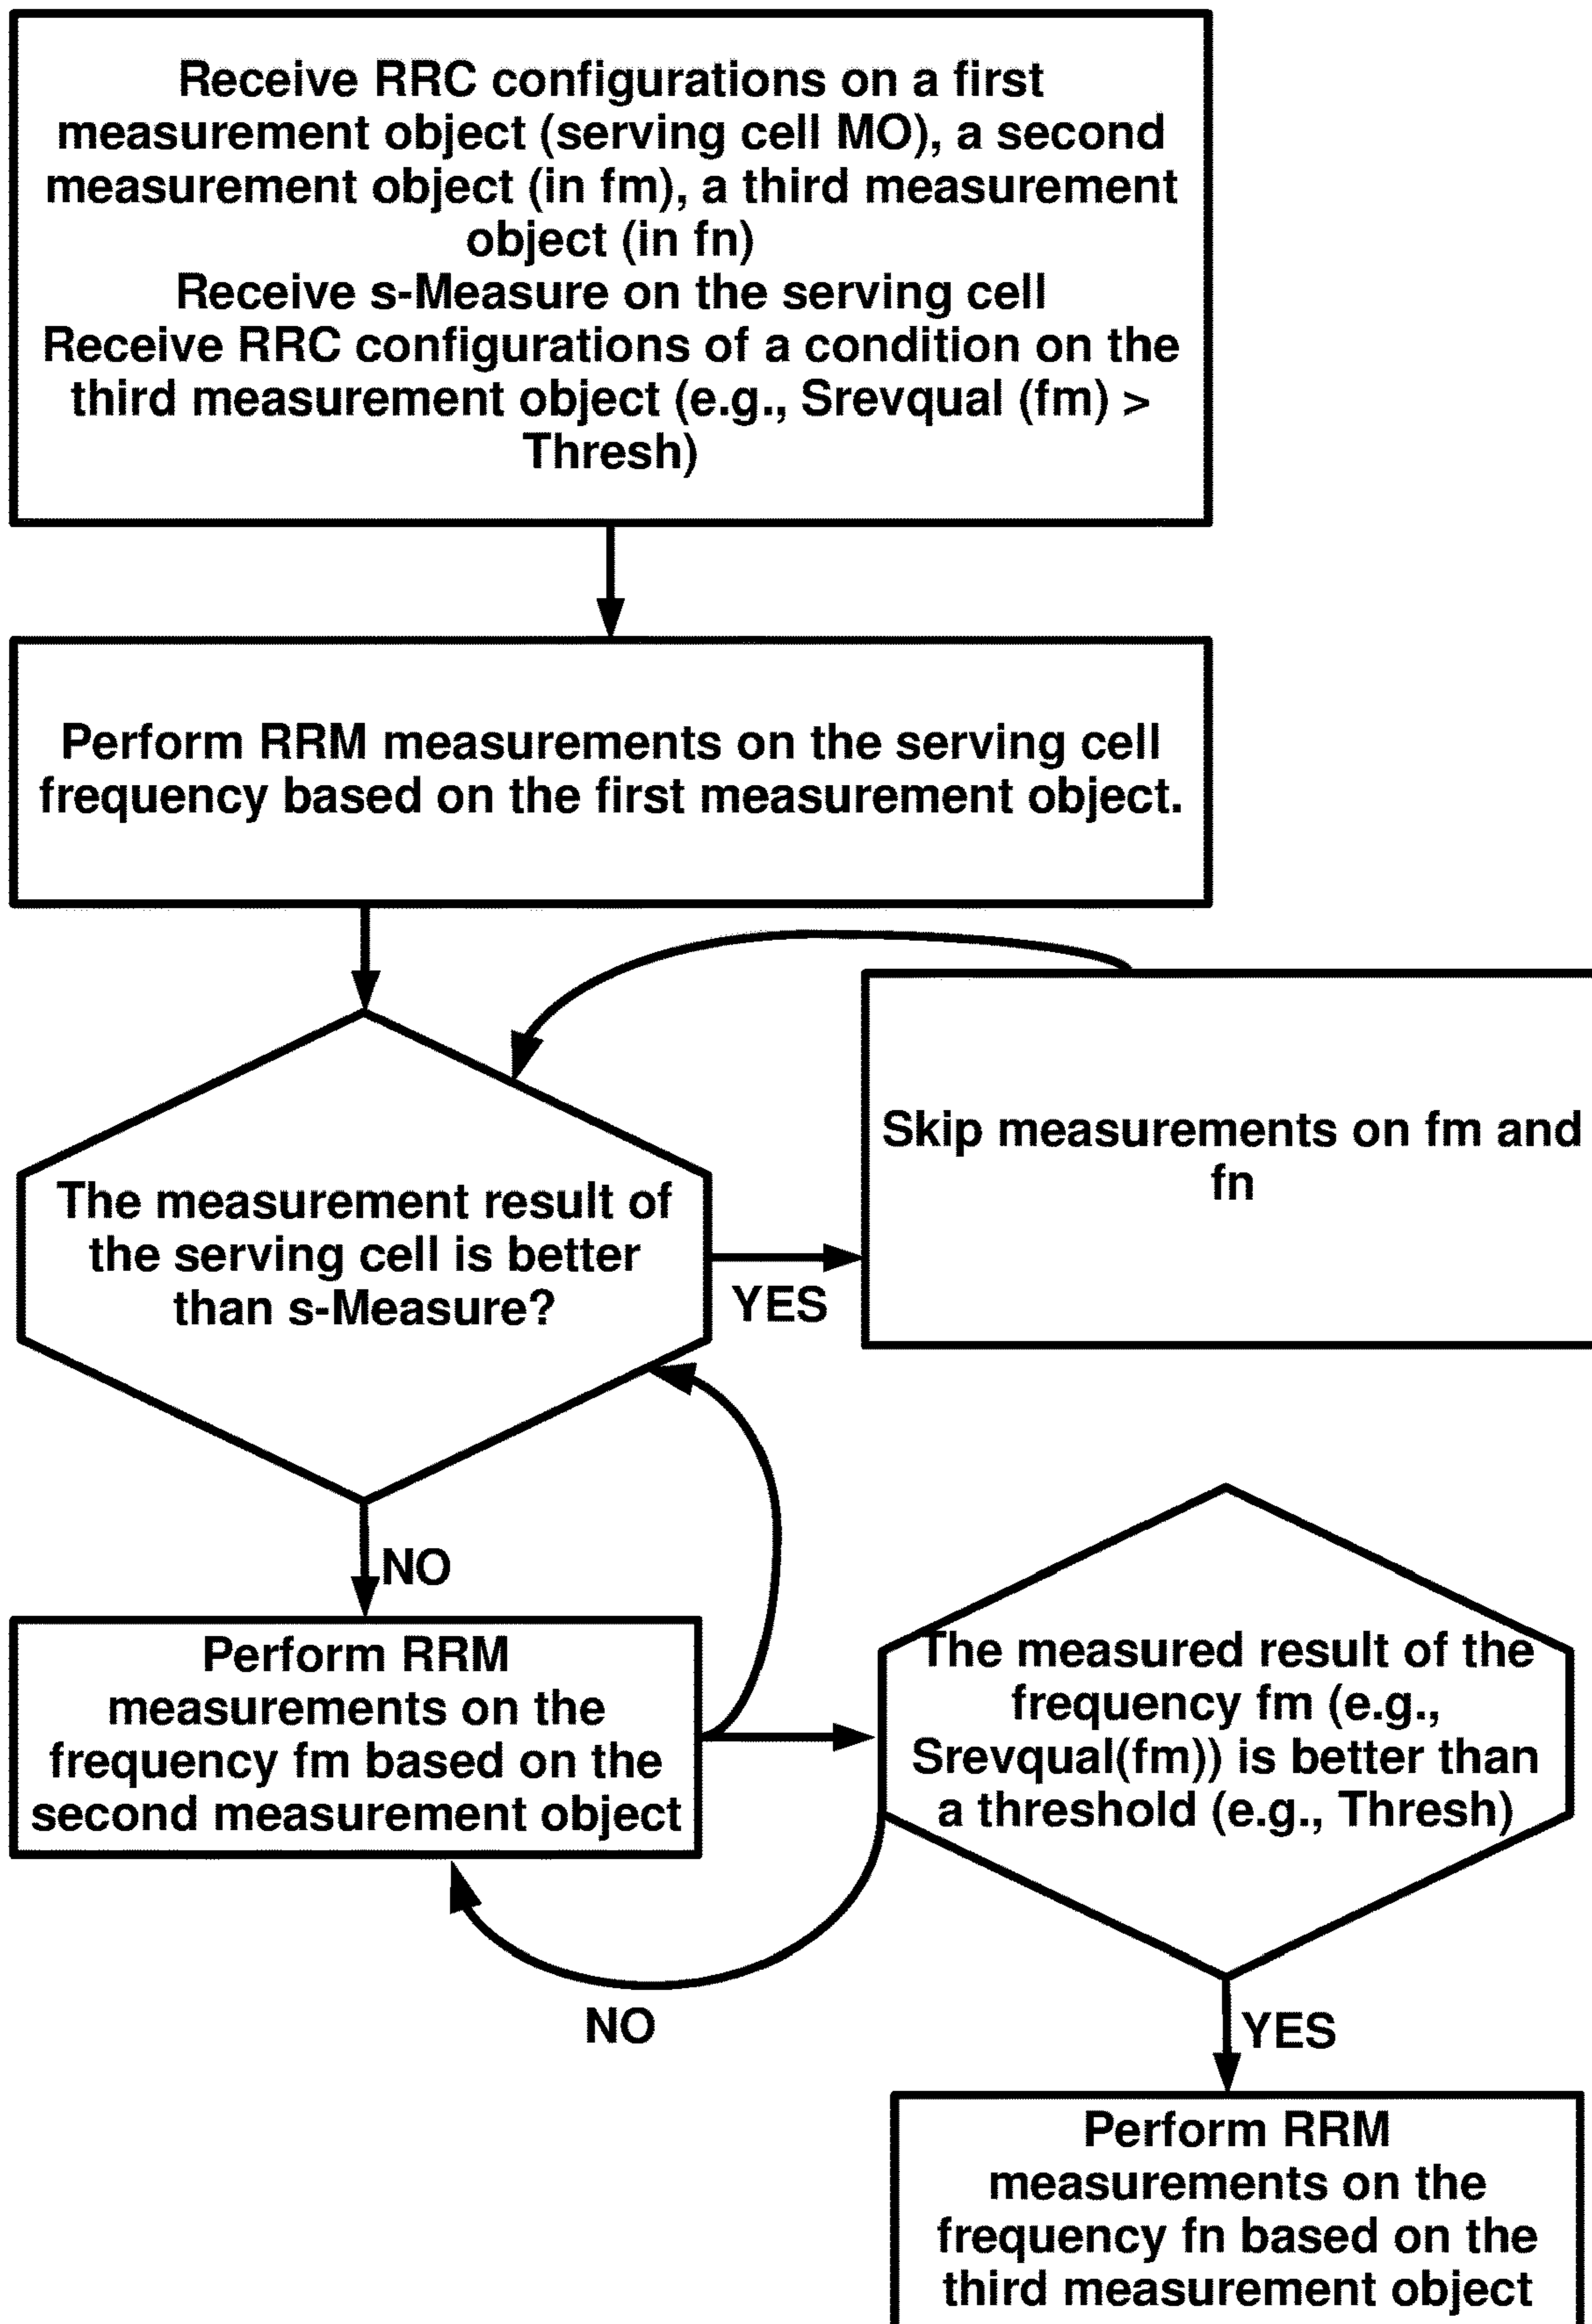 Receive RRC configurations on a first
measurement object (serving cell MO), a second
measurement object (in fm), a third measurement
object (in fn)
Receive s-Measure on the serving cell
Receive RRC configurations of a condition on the
third measurement object (e.g., Srevqual (fm) >
Thresh)
Perform RRM measurements on the serving cell
frequency based on the first measurement object.
Skip measurements on fm and
fn
The measurement result of
the serving cell is better
than s-Measure?
YES
NO
Perform RRM
measurements on the
frequency fm based on the
second measurement object
The measured result of the
frequency fm (e.g.,
Srevqual(fm)) is better than
a threshold (e.g., Thresh)
NO
YES
Perform RRM
measurements on the
frequency fn based on the
third measurement object